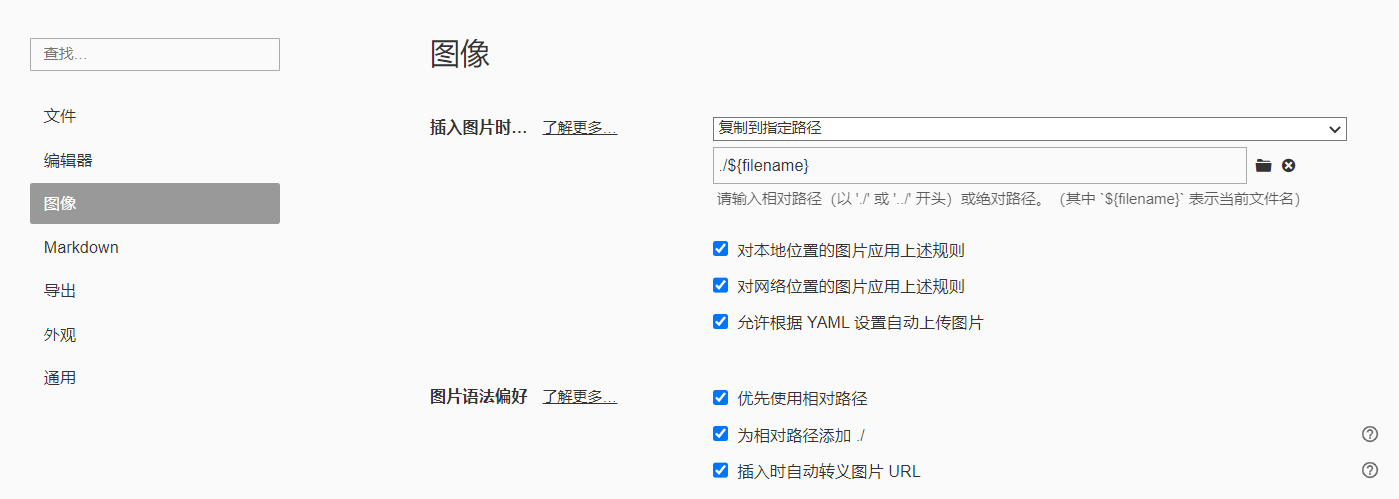 查找...
文件
编辑器
图像
Markdown
导出
外观
通用
图像
插入图片时... 了解更多...
复制到指定路径
./${filename}
请输入相对路径（以 './' 或 '../' 开头）或绝对路径。（其中 `${filename}` 表示当前文件名）
对本地位置的图片应用上述规则
对网络位置的图片应用上述规则
允许根据 YAML 设置自动上传图片
图片语法偏好 了解更多...
优先使用相对路径
为相对路径添加 ./
插入时自动转义图片 URL